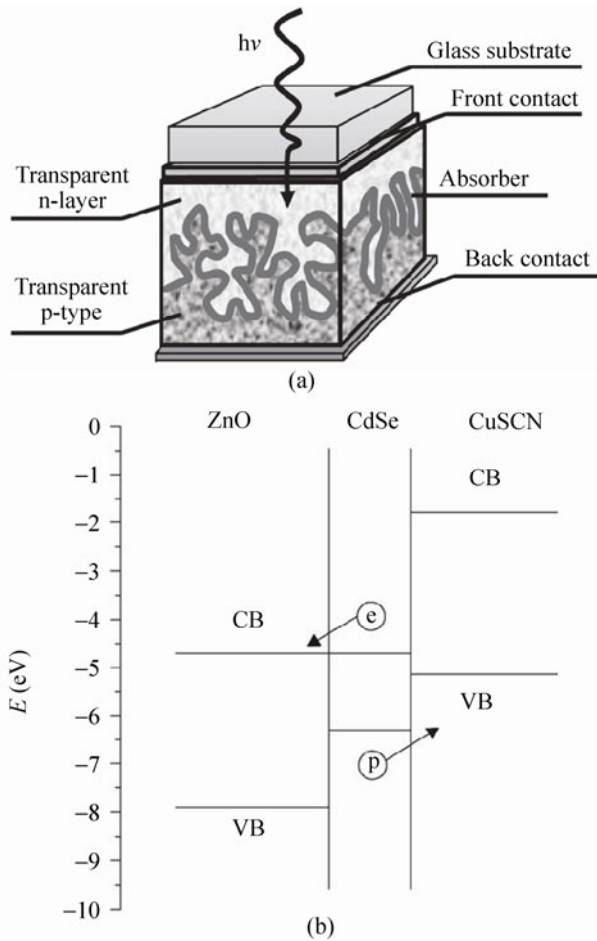 hν
Glass substrate
Front contact
Transparent
n-layer
Absorber
Back contact
Transparent
p-type
(a)
ZnO
CdSe
CuSCN
0
CB
−1
−2
−3
−4
CB
e
−5
VB
−6
p
−7
−8
VB
−9
−10
E (eV)
(b)